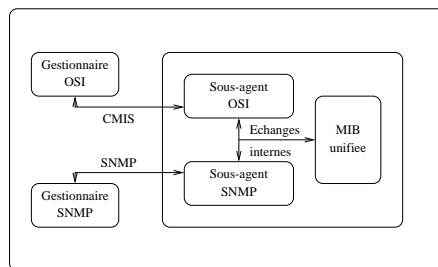 Gestionnaire
OSI
CMIS
Sous-agent
OSI
Echanges
internes
MIB
unifiee
SNMP
Gestionnaire
SNMP
Sous-agent
SNMP